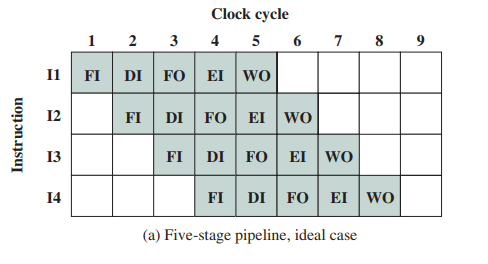 Clock cycle
1 2 3 4 5 6 7 8 9
I1 FI DI FO EI WO
I2 FI DI FO EI WO
I3 FI DI FO EI WO
I4 FI DI FO EI WO
Instruction
(a) Five-stage pipeline, ideal case